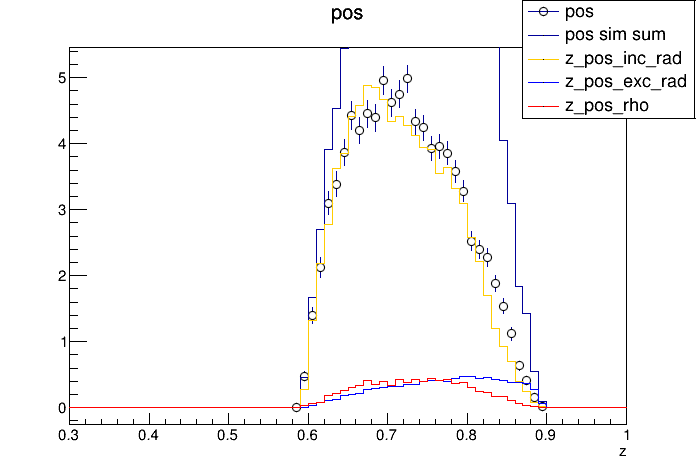 pos
pos
pos sim sum
z_pos_inc_rad
z_pos_exc_rad
z_pos_rho
5
4
3
2
1
0
0.3 0.4 0.5 0.6 0.7 0.8 0.9 1
z